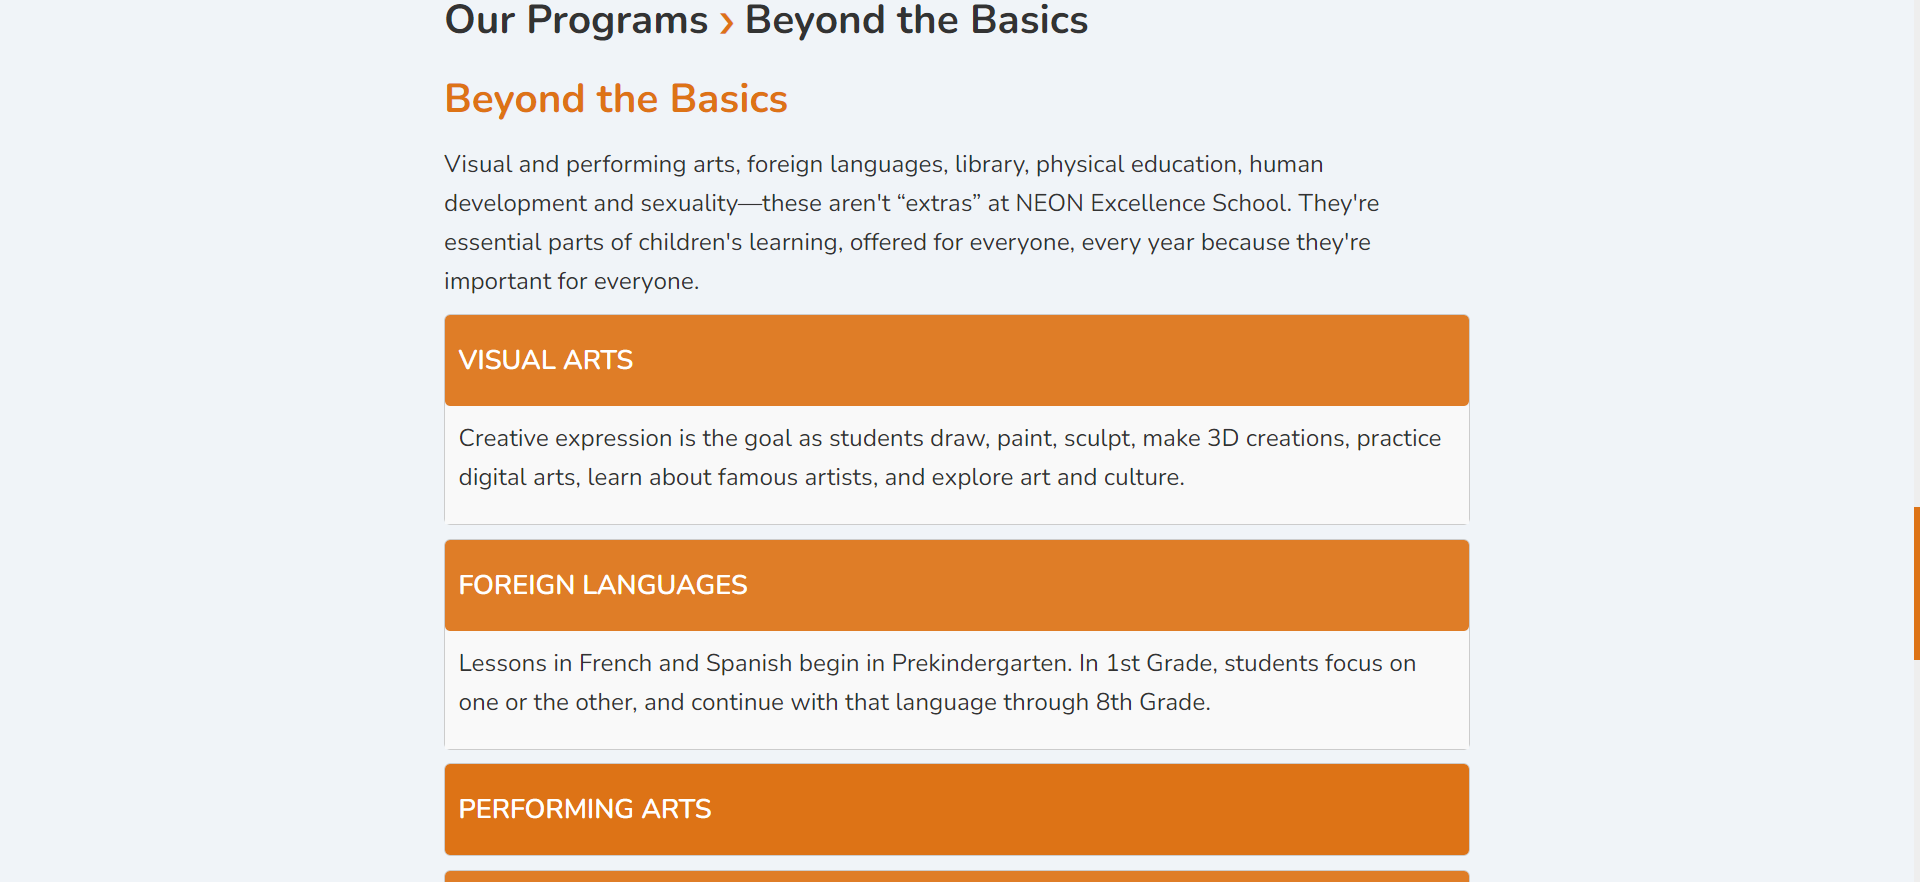 Our Programs › Beyond the Basics
Beyond the Basics
Visual and performing arts, foreign languages, library, physical education, human
development and sexuality—these aren't “extras” at NEON Excellence School. They're
essential parts of children's learning, offered for everyone, every year because they're
important for everyone.
VISUAL ARTS
Creative expression is the goal as students draw, paint, sculpt, make 3D creations, practice
digital arts, learn about famous artists, and explore art and culture.
FOREIGN LANGUAGES
Lessons in French and Spanish begin in Prekindergarten. In 1st Grade, students focus on
one or the other, and continue with that language through 8th Grade.
PERFORMING ARTS